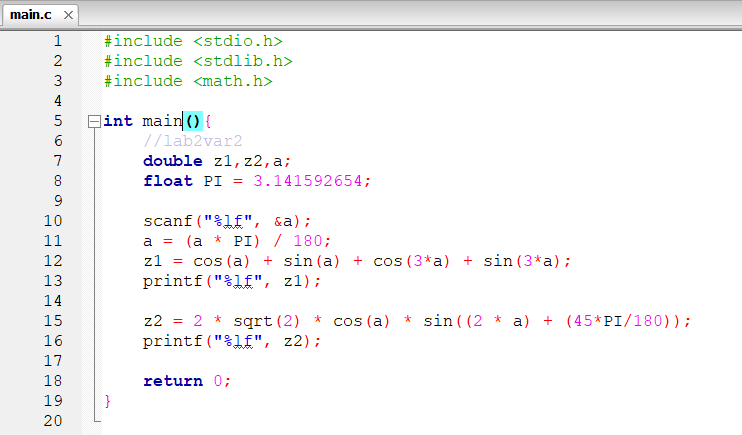 main.c ×
1 #include <stdio.h>
2 #include <stdlib.h>
3 #include <math.h>
4
5 int main(){
6 //lab2var2
7 double z1,z2,a;
8 float PI = 3.141592654;
9
10 scanf("%lf", &a);
11 a = (a * PI) / 180;
12 z1 = cos(a) + sin(a) + cos(3*a) + sin(3*a);
13 printf("%lf", z1);
14
15 z2 = 2 * sqrt(2) * cos(a) * sin((2 * a) + (45*PI/180));
16 printf("%lf", z2);
17
18 return 0;
19 }
20